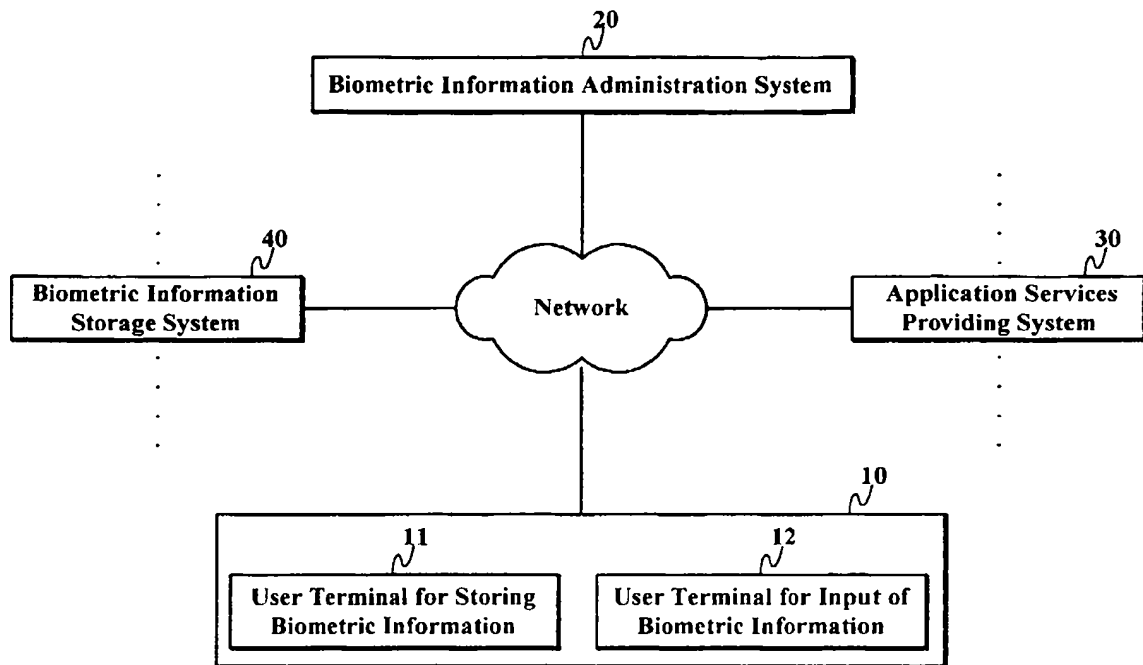 20
Biometric Information Administration System
40
Biometric Information
Storage System
Network
30
Application Services
Providing System
10
11
User Terminal for Storing
Biometric Information
12
User Terminal for Input of
Biometric Information